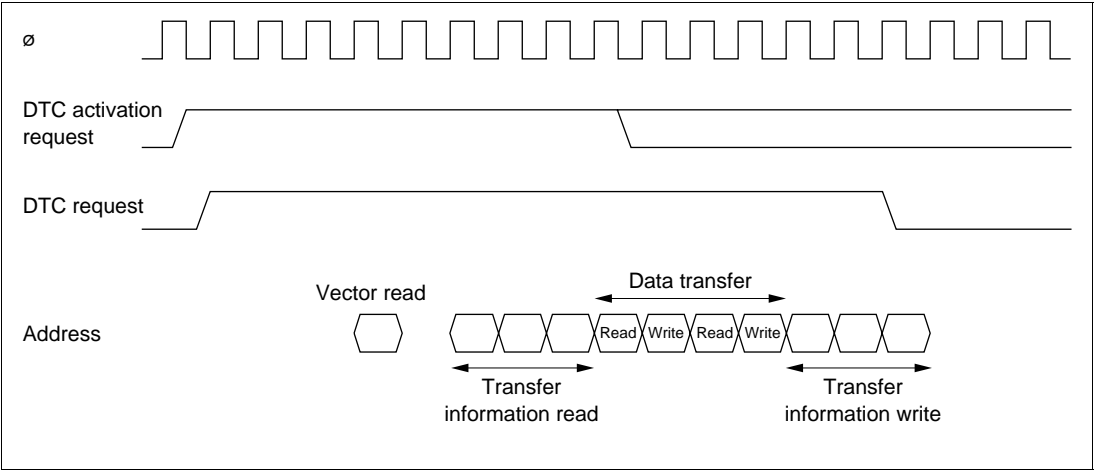 ø
DTC activation
request
DTC request
Data transfer
Vector read
Address
Read Write Read Write
Transfer
information read
Transfer
information write